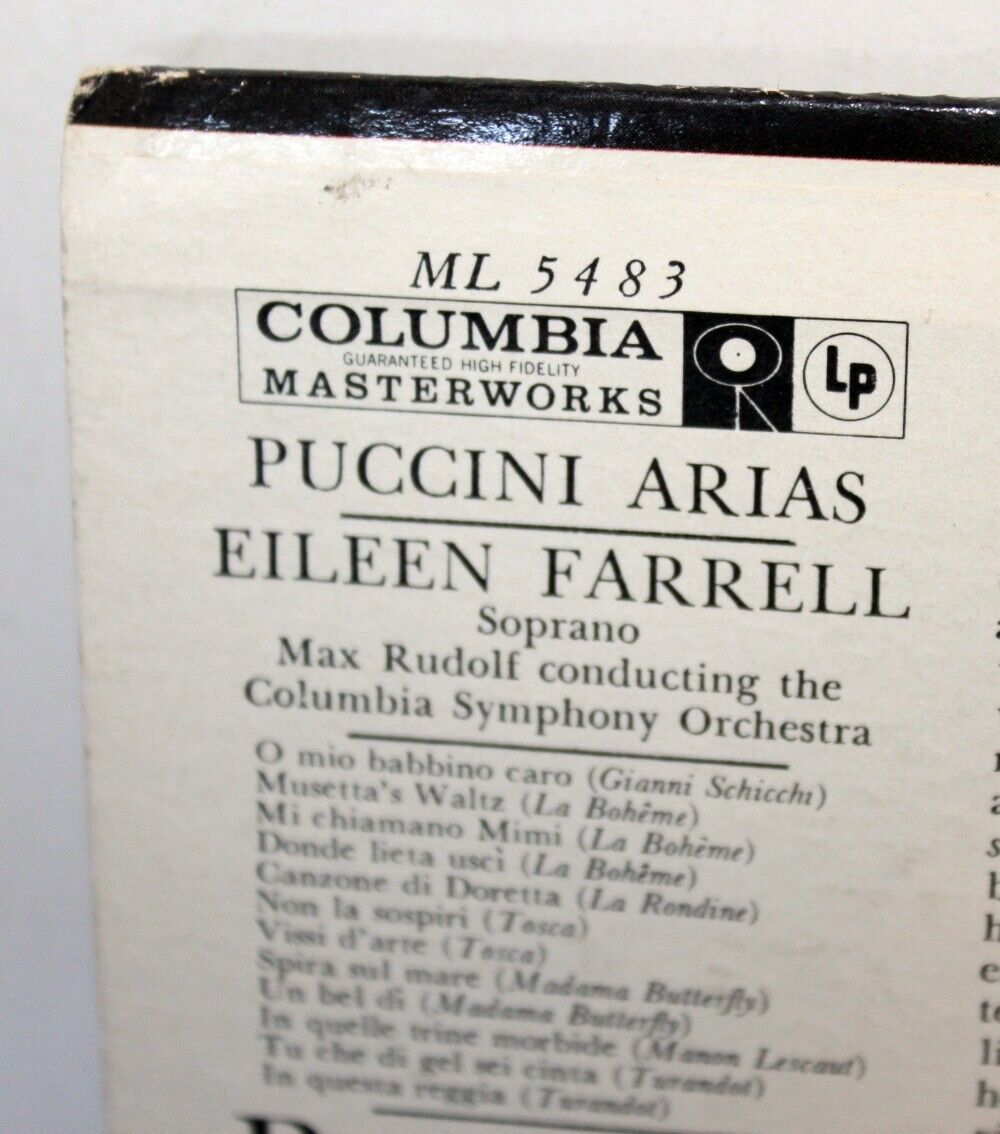 ML 5483
COLUMBIA
GUARANTEED HIGH FIDELITY
MASTERWORKS
LP
PUCCINI ARIAS
EILEEN FARRELL
Soprano
Max Rudolf conducting the
Columbia Symphony Orchestra
O mio babbino caro (Gianni Schicchi)
Musetta's Waltz (La Bohême)
Mi chiamano Mimi (La Bohême)
Donde lieta uscì (La Bohême)
Canzone di Doretta (La Rondine)
Non la sospiri (Tosca)
Vissi d'arte (Tosca)
Spira sul mare (Madama Butterfly)
Un bel dì (Madama Butterfly)
In quelle trine morbide (Manon Lescaut)
Tu che di gel sei cinta (Turandot)
In questa reggia (Turandot)